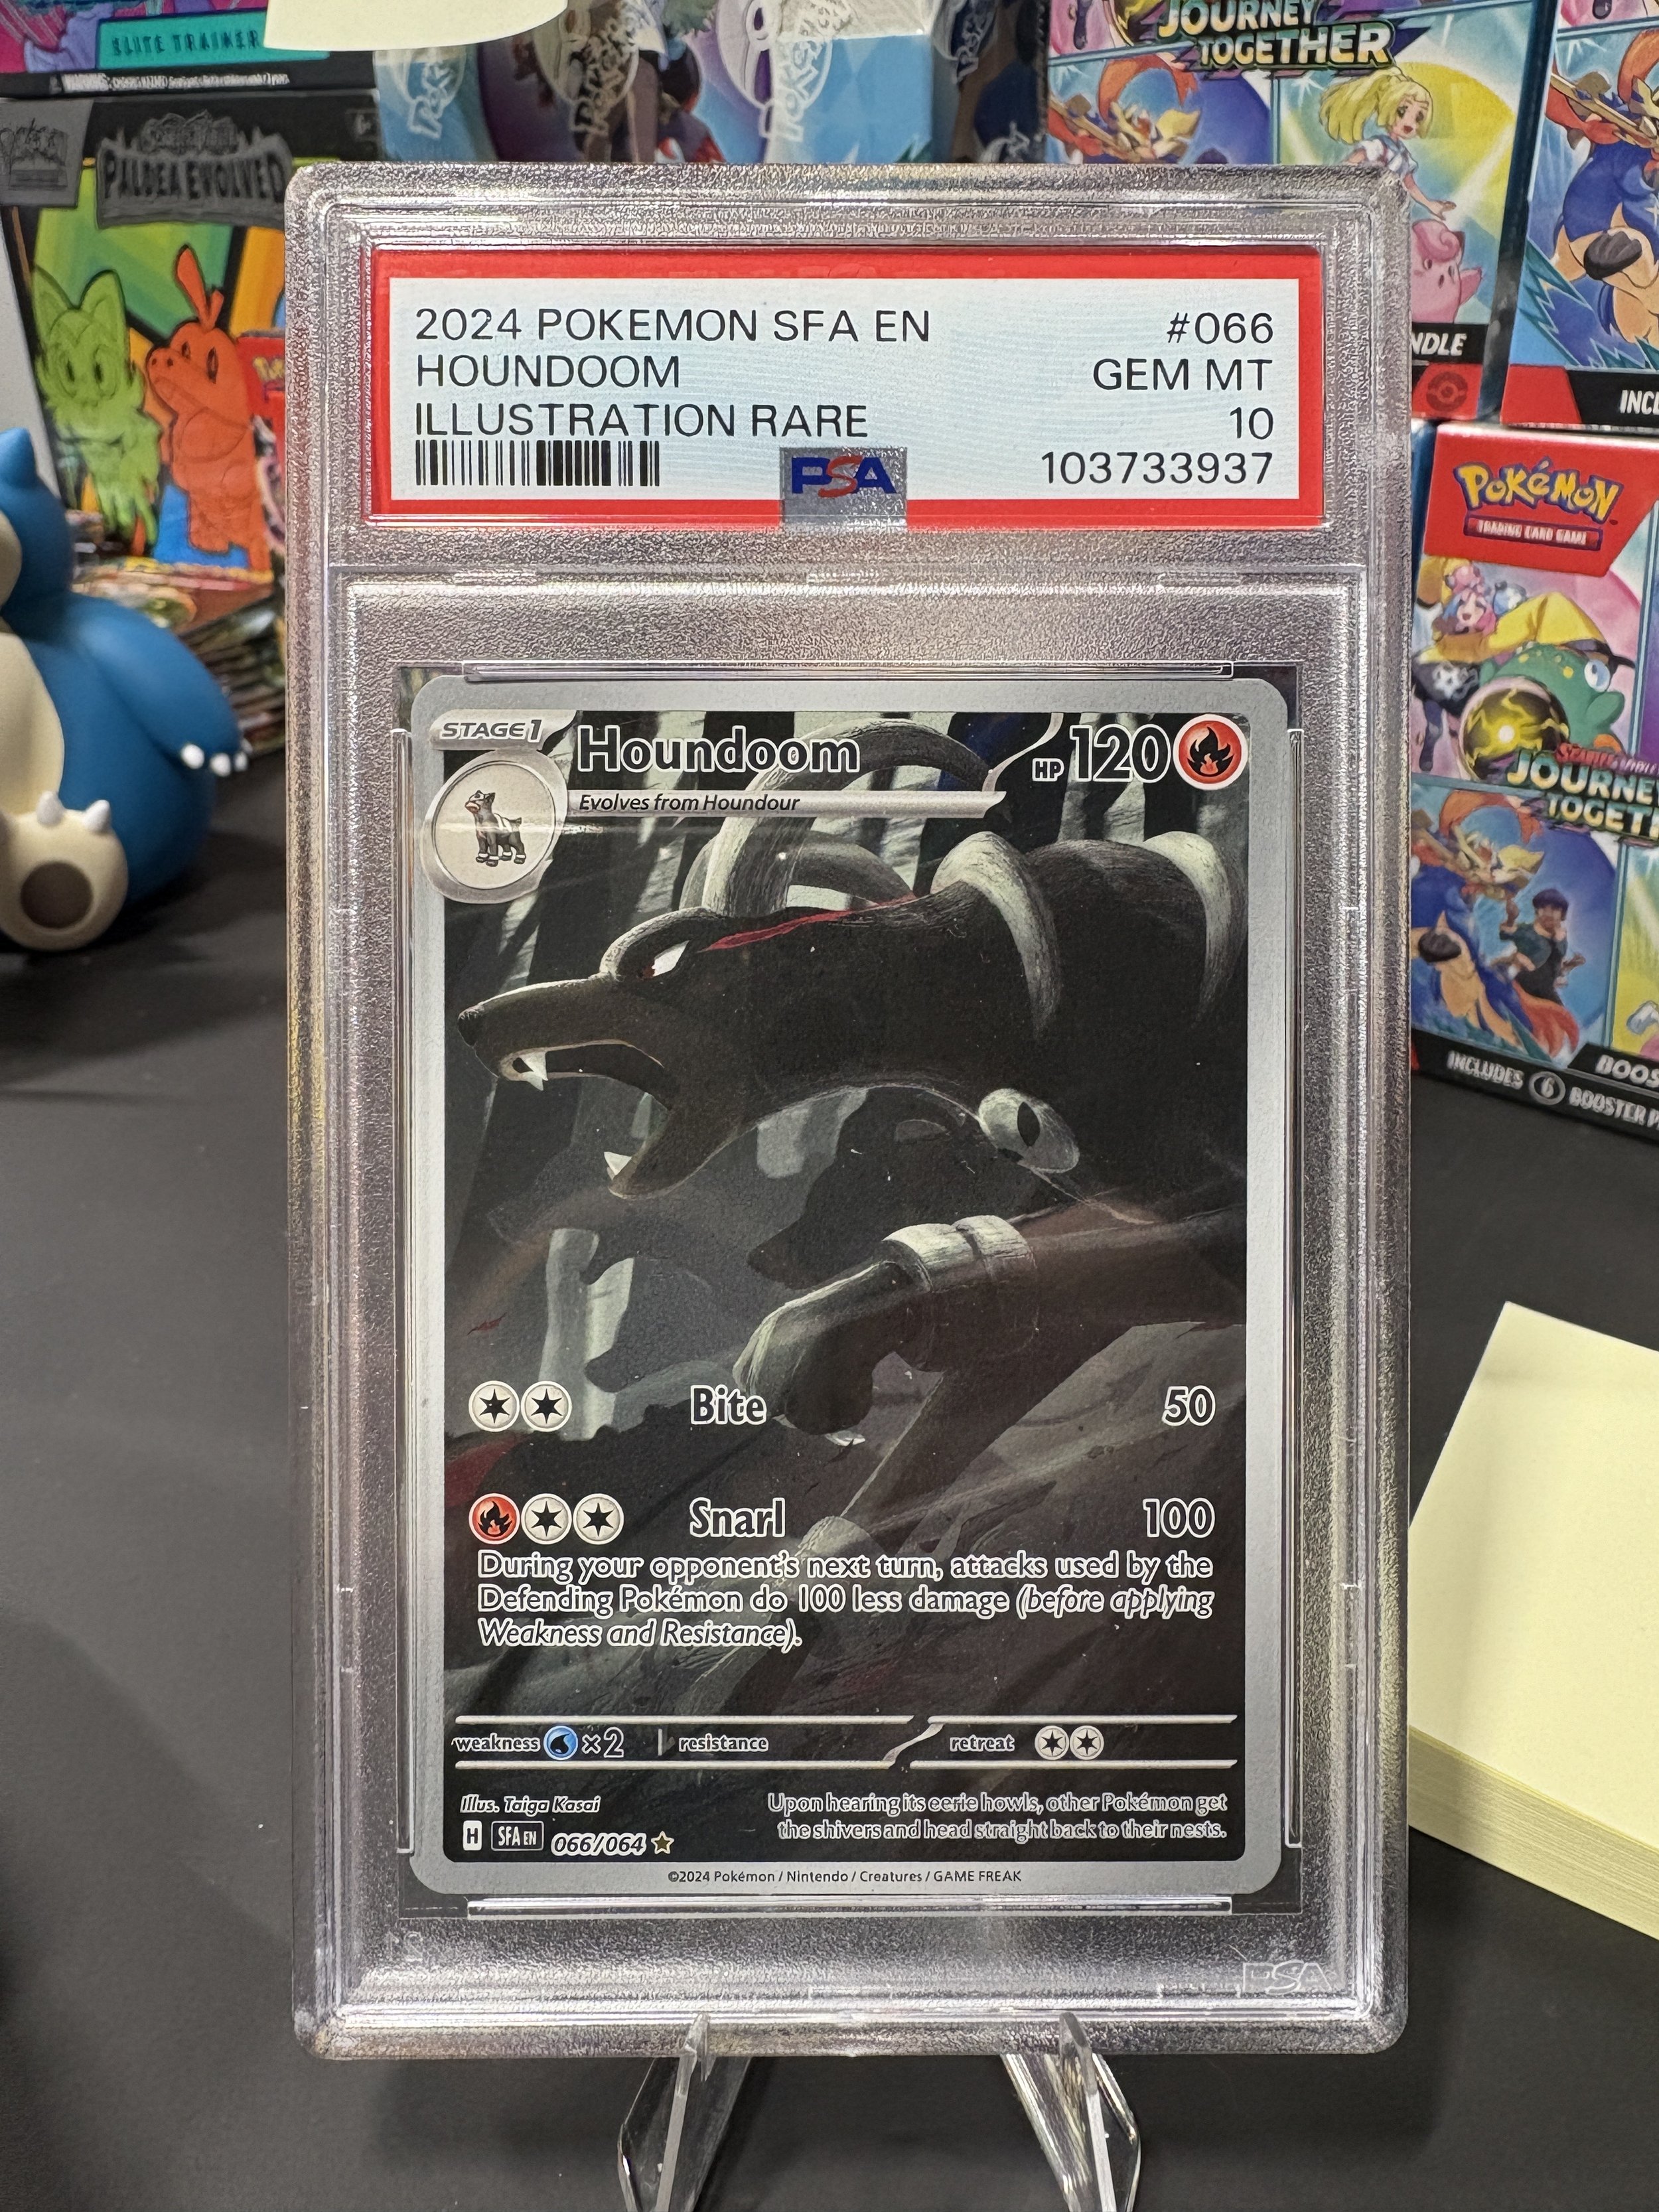 ELITE TRAINER
PALDEA EVOLVED
JOURNEY
TOGETHER
2024 POKEMON SFA EN #066
HOUNDOOM GEM MT
ILLUSTRATION RARE 10
PSA 103733937
INCL
POKéMON
TRADING CARD GAME
JOURNEY
TOGETH
INCLUDES 6 BOOSTER P
BOOS
STAGE1 Houndoom HP 120
Evolves from Houndour
Bite 50
Snarl 100
During your opponent's next turn, attacks used by the
Defending Pokémon do 100 less damage (before applying
Weakness and Resistance).
weakness ×2 resistance retreat
Illus. Taiga Kasai
Upon hearing its eerie howls, other Pokémon get
the shivers and head straight back to their nests.
H SFA EN 066/064
©2024 Pokémon / Nintendo / Creatures / GAME FREAK
PSA